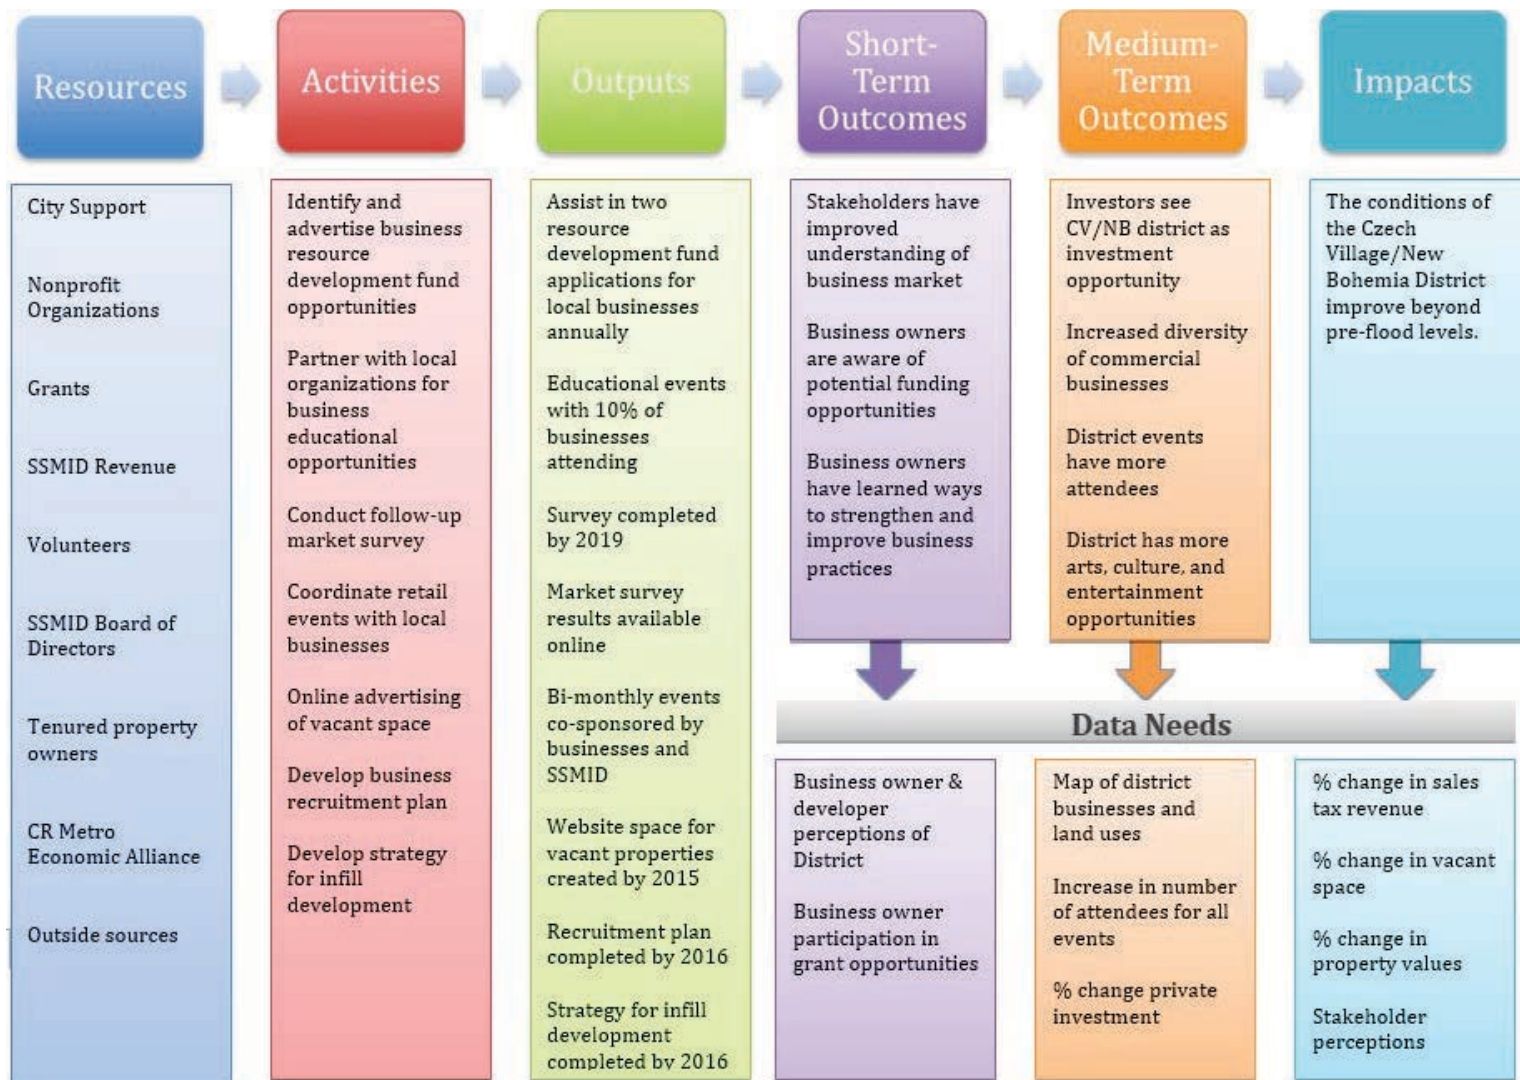 Resources
Activities
Outputs
Short-
Term
Outcomes
Medium-
Term
Outcomes
Impacts
City Support
Nonprofit
Organizations
Grants
SSMID Revenue
Volunteers
SSMID Board of
Directors
Tenured property
owners
CR Metro
Economic Alliance
Outside sources
Identify and
advertise business
resource
development fund
opportunities
Partner with local
organizations for
business
educational
opportunities
Conduct follow-up
market survey
Coordinate retail
events with local
businesses
Online advertising
of vacant space
Develop business
recruitment plan
Develop strategy
for infill
development
Assist in two
resource
development fund
applications for
local businesses
annually
Educational events
with 10% of
businesses
attending
Survey completed
by 2019
Market survey
results available
online
Bi-monthly events
co-sponsored by
businesses and
SSMID
Website space for
vacant properties
created by 2015
Recruitment plan
completed by 2016
Strategy for infill
development
completed by 2016
Stakeholders have
improved
understanding of
business market
Business owners
are aware of
potential funding
opportunities
Business owners
have learned ways
to strengthen and
improve business
practices
Investors see
CV/NB district as
investment
opportunity
Increased diversity
of commercial
businesses
District events
have more
attendees
District has more
arts, culture, and
entertainment
opportunities
The conditions of
the Czech
Village/New
Bohemia District
improve beyond
pre-flood levels.
Data Needs
Business owner &
developer
perceptions of
District
Business owner
participation in
grant opportunities
Map of district
businesses and
land uses
Increase in number
of attendees for all
events
% change private
investment
% change in sales
tax revenue
% change in vacant
space
% change in
property values
Stakeholder
perceptions